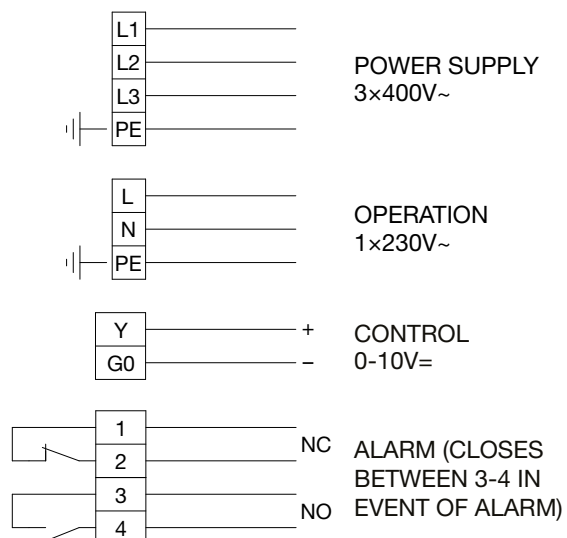 L1
L2
L3
PE
POWER SUPPLY
3×400V~
L
N
PE
OPERATION
1×230V~
Y
G0
+
–
CONTROL
0-10V=
1
2
3
4
NC
NO
ALARM (CLOSES
BETWEEN 3-4 IN
EVENT OF ALARM)